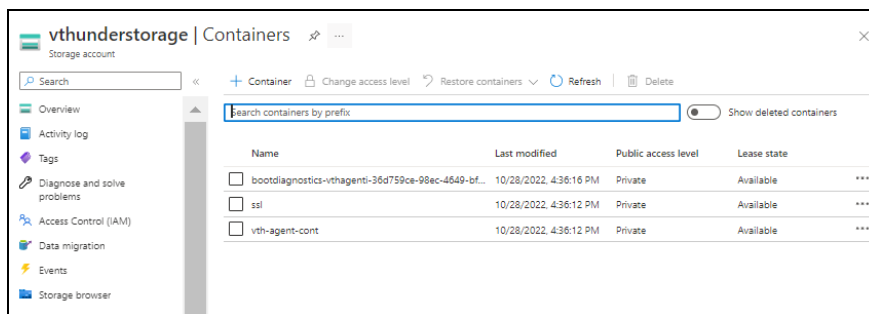 vthunderstorage | Containers
Storage account
Search
«
+ Container Change access level Restore containers Refresh Delete
Search containers by prefix
Show deleted containers
Overview
Activity log
Tags
Diagnose and solve
problems
Access Control (IAM)
Data migration
Events
Storage browser
Name Last modified Public access level Lease state
bootdiagnostics-vthagenti-36d759ce-98ec-4649-bf... 10/28/2022, 4:36:16 PM Private Available
ssl 10/28/2022, 4:36:12 PM Private Available
vth-agent-cont 10/28/2022, 4:36:12 PM Private Available